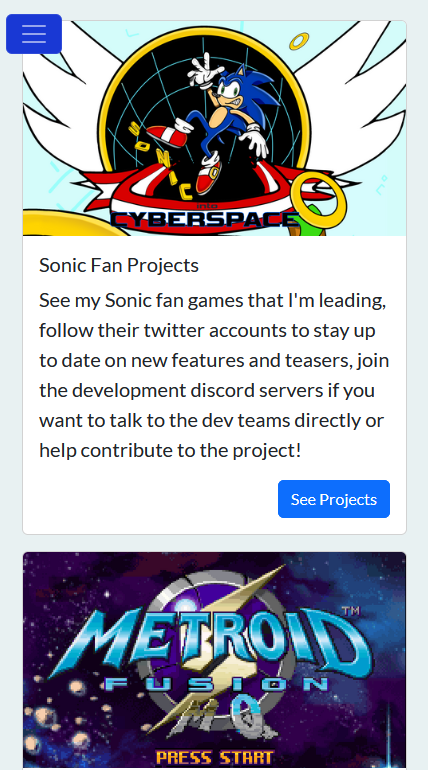 SONIC
into
CYBERSPACE
Sonic Fan Projects
See my Sonic fan games that I'm leading,
follow their twitter accounts to stay up
to date on new features and teasers, join
the development discord servers if you
want to talk to the dev teams directly or
help contribute to the project!
See Projects
METROID™
FUSION
PRESS START